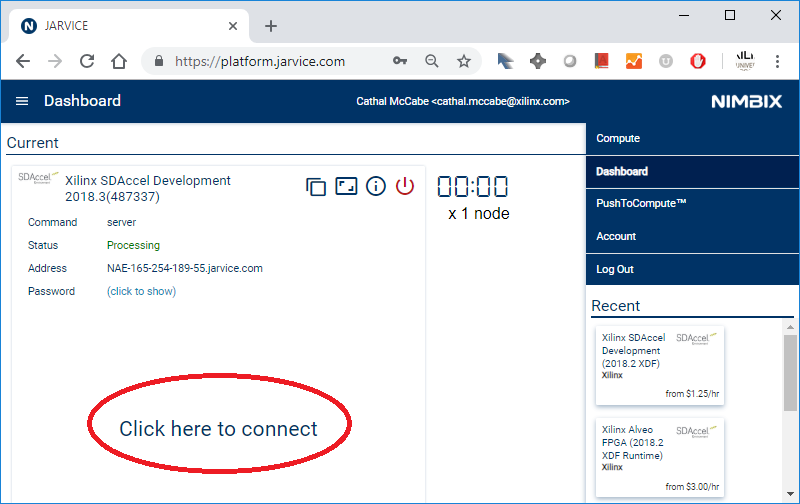 JARVICE
https://platform.jarvice.com
Dashboard
Cathal McCabe <cathal.mccabe@xilinx.com>
NIMBIX
Current
SDAccel
Xilinx SDAccel Development
2018.3(487337)
00:00
x 1 node
Command server
Status Processing
Address NAE-165-254-189-55.jarvice.com
Password (click to show)
Click here to connect
Compute
Dashboard
PushToCompute™
Account
Log Out
Recent
Xilinx SDAccel
Development
(2018.2 XDF)
Xilinx
SDAccel
from $1.25/hr
Xilinx Alveo
FPGA (2018.2
XDF Runtime)
Xilinx
SDAccel
from $3.00/hr